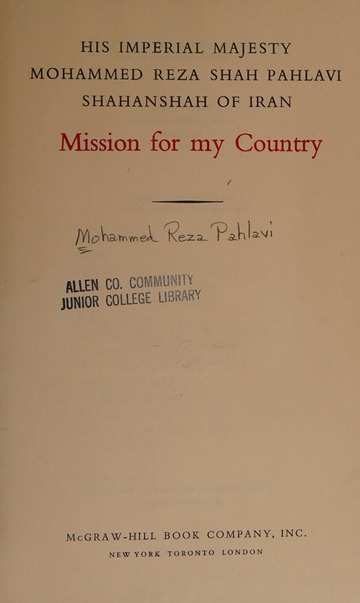 HIS IMPERIAL MAJESTY
MOHAMMED REZA SHAH PAHLAVI
SHAHANSHAH OF IRAN
Mission for my Country
Mohammed Reza Pahlavi
ALLEN CO. COMMUNITY
JUNIOR COLLEGE LIBRARY
McGRAW-HILL BOOK COMPANY, INC.
NEW YORK TORONTO LONDON